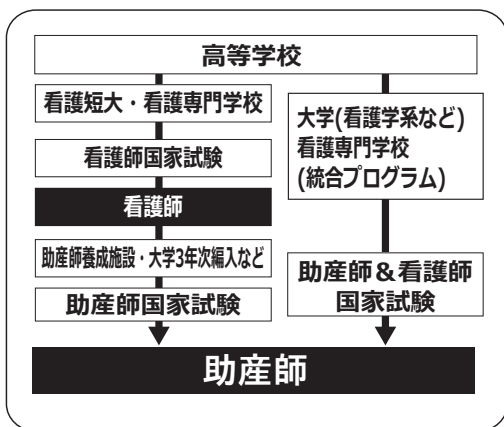 高等学校
看護短大・看護専門学校
看護師国家試験
看護師
助産師養成施設・大学3年次編入など
助産師国家試験
大学(看護学系など)
看護専門学校
(統合プログラム)
助産師&看護師
国家試験
助産師